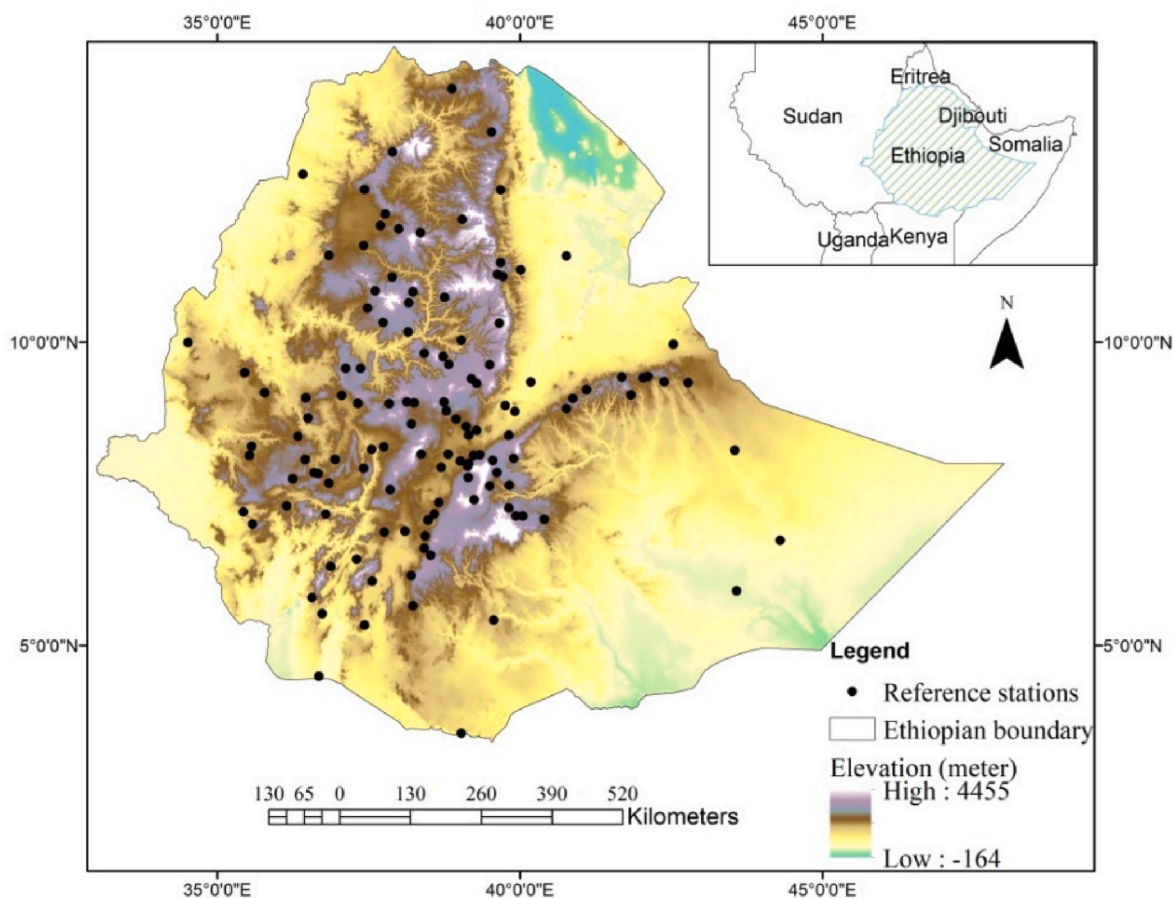 35°0'0"E 40°0'0"E 45°0'0"E
Eritrea
Sudan
Djibouti
Somalia
Ethiopia
Uganda
Kenya
N
10°0'0"N 10°0'0"N
5°0'0"N 5°0'0"N
Legend
Reference stations
Ethiopian boundary
Elevation (meter)
High : 4455
Low : -164
130 65 0 130 260 390 520
Kilometers
35°0'0"E 40°0'0"E 45°0'0"E